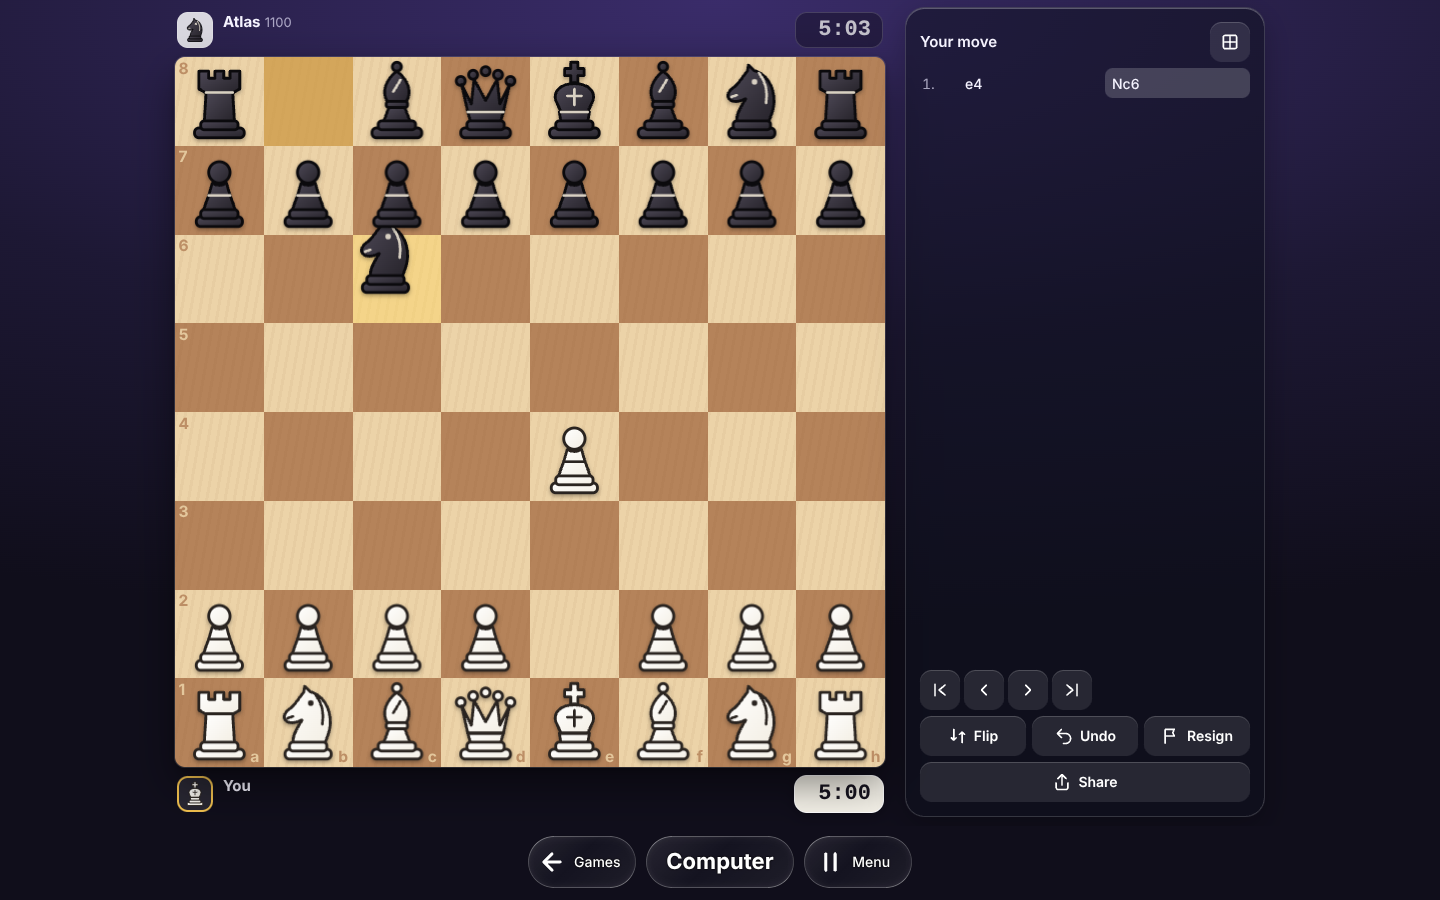 Atlas 1100
5:03
8
7
6
5
4
3
2
1
a b c d e f g h
You
5:00
Your move
1. e4 Nc6
Flip Undo Resign
Share
Games Computer Menu